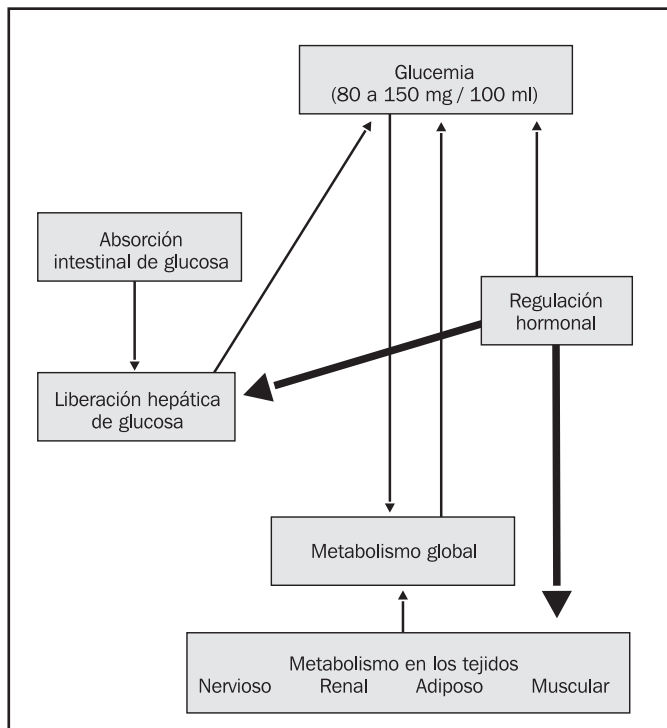 Glucemia
(80 a 150 mg / 100 ml)
Absorción
intestinal de glucosa
Regulación
hormonal
Liberación hepática
de glucosa
Metabolismo global
Metabolismo en los tejidos
Nervioso Renal Adiposo Muscular